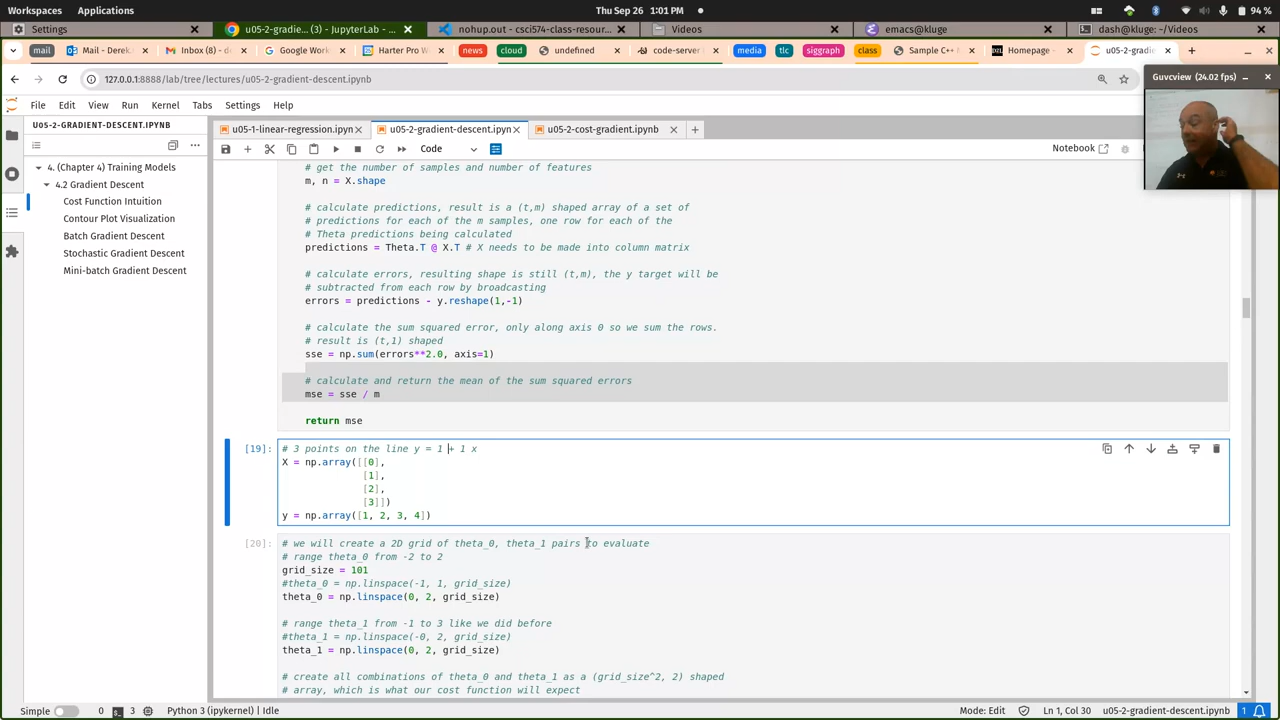 Workspaces Applications Thu Sep 26 1:01 PM 94 %
Settings u05-2-gradie... (3) - JupyterLab - ... nohup.out - csci574-class-resour... Videos emacs@kluge dash@kluge: ~/Videos
mail Mail - Derek Inbox (8) - d Google Work Harter Pro W news cloud undefined code-server media tlc siggraph class Sample C++ Homepage - u05-2-gradi
127.0.0.1:8888/lab/tree/lectures/u05-2-gradient-descent.ipynb
Guvcview (24.02 fps)
File Edit View Run Kernel Tabs Settings Help
U05-2-GRADIENT-DESCENT.IPYNB
4. (Chapter 4) Training Models
4.2 Gradient Descent
Cost Function Intuition
Contour Plot Visualization
Batch Gradient Descent
Stochastic Gradient Descent
Mini-batch Gradient Descent
u05-1-linear-regression.ipyn u05-2-gradient-descent.ipyn u05-2-cost-gradient.ipynb
Code Notebook
# get the number of samples and number of features
m, n = X.shape
# calculate predictions, result is a (t,m) shaped array of a set of
# predictions for each of the m samples, one row for each of the
# Theta predictions being calculated
predictions = Theta.T @ X.T # X needs to be made into column matrix
# calculate errors, resulting shape is still (t,m), the y target will be
# subtracted from each row by broadcasting
errors = predictions - y.reshape(1,-1)
# calculate the sum squared error, only along axis 0 so we sum the rows.
# result is (t,1) shaped
sse = np.sum(errors**2.0, axis=1)
# calculate and return the mean of the sum squared errors
mse = sse / m
return mse
[19]: # 3 points on the line y = 1 + 1 x
X = np.array([[0],
[1],
[2],
[3]])
y = np.array([1, 2, 3, 4])
[20]: # we will create a 2D grid of theta_0, theta_1 pairs to evaluate
# range theta_0 from -2 to 2
grid_size = 101
#theta_0 = np.linspace(-1, 1, grid_size)
theta_0 = np.linspace(0, 2, grid_size)
# range theta_1 from -1 to 3 like we did before
#theta_1 = np.linspace(-0, 2, grid_size)
theta_1 = np.linspace(0, 2, grid_size)
# create all combinations of theta_0 and theta_1 as a (grid_size^2, 2) shaped
# array, which is what our cost function will expect
Simple 0 3 Python 3 (ipykernel) | Idle Mode: Edit Ln 1, Col 30 u05-2-gradient-descent.ipynb 1